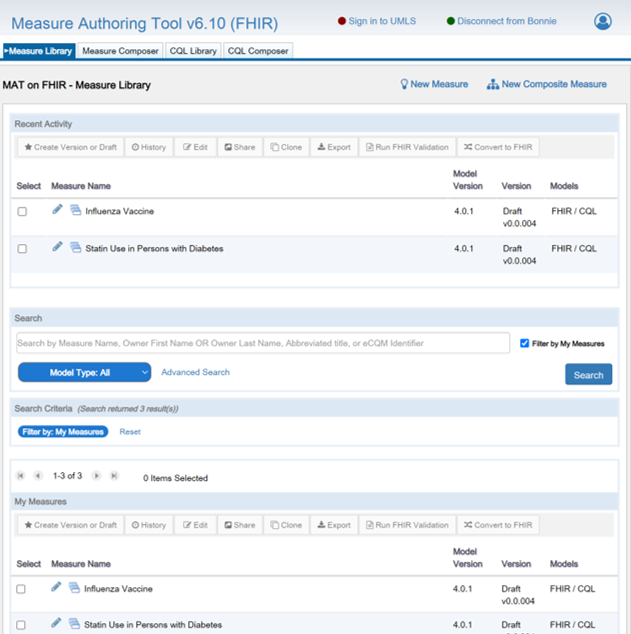 Measure Authoring Tool v6.10 (FHIR)
Sign in to UMLS
Disconnect from Bonnie
Measure Library
Measure Composer
CQL Library
CQL Composer
MAT on FHIR - Measure Library
New Measure
New Composite Measure
Recent Activity
Create Version or Draft
History
Edit
Share
Clone
Export
Run FHIR Validation
Convert to FHIR
Select
Measure Name
Model Version
Version
Models
Influenza Vaccine
4.0.1
Draft v0.0.004
FHIR / CQL
Statin Use in Persons with Diabetes
4.0.1
Draft v0.0.004
FHIR / CQL
Search
Search by Measure Name, Owner First Name OR Owner Last Name, Abbreviated title, or eCQM Identifier
Filter by My Measures
Model Type: All
Advanced Search
Search
Search Criteria (Search returned 3 result(s))
Filter by: My Measures
Reset
1-3 of 3
0 Items Selected
My Measures
Create Version or Draft
History
Edit
Share
Clone
Export
Run FHIR Validation
Convert to FHIR
Select
Measure Name
Model Version
Version
Models
Influenza Vaccine
4.0.1
Draft v0.0.004
FHIR / CQL
Statin Use in Persons with Diabetes
4.0.1
Draft
FHIR / CQL